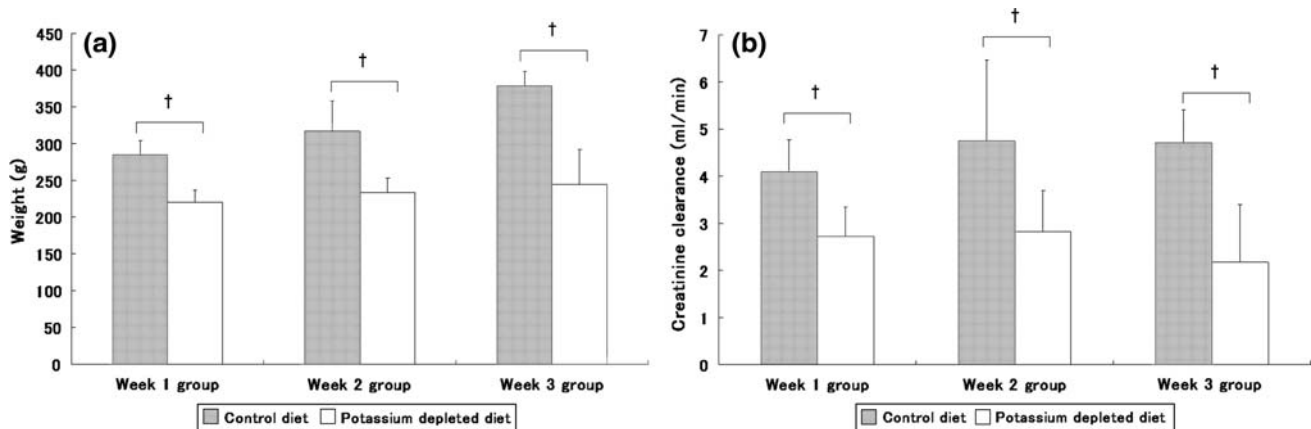 (a)
Weight (g)
450
400
350
300
250
200
150
100
50
0
†
†
†
Week 1 group
Week 2 group
Week 3 group
Control diet
Potassium depleted diet
(b)
Creatinine clearance (ml/min)
7
6
5
4
3
2
1
0
†
†
†
Week 1 group
Week 2 group
Week 3 group
Control diet
Potassium depleted diet